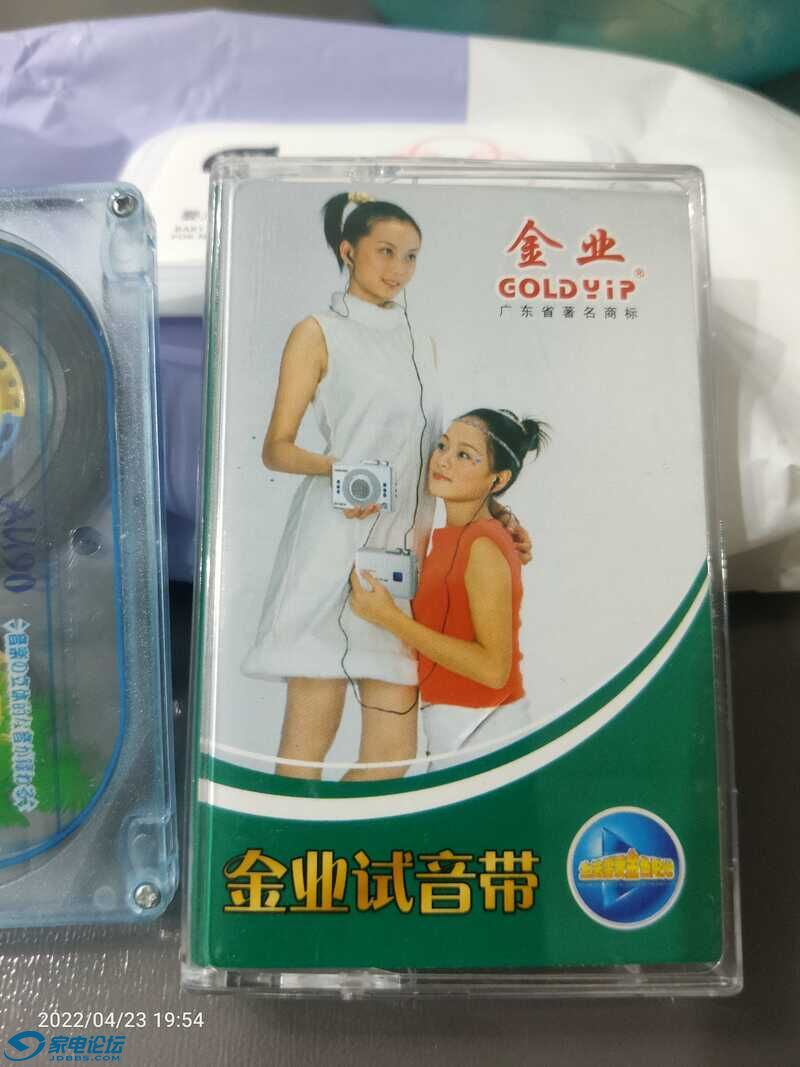 金业
GOLDYIP®
广东省著名商标
AU90
金业试音带
2022/04/23 19:54
家电论坛
JDBBS.COM